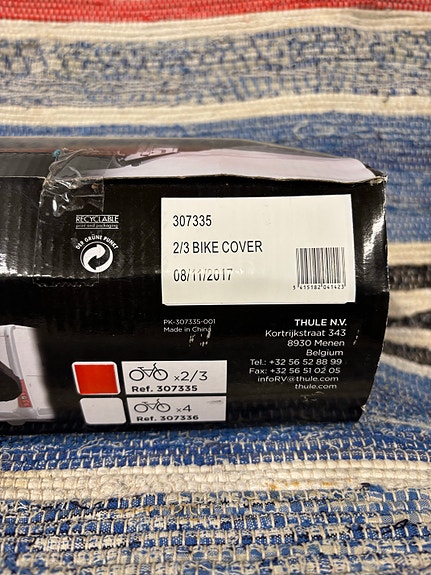 RECYCLABLE
print and packaging
DER GRÜNE PUNKT
307335
2/3 BIKE COVER
08/11/2017
5 415182 041423
PK-307335-001
Made in China
THULE N.V.
Kortrijkstraat 343
8930 Menen
Belgium
Tel.: +32 56 52 88 99
Fax: +32 56 51 02 05
infoRV@thule.com
thule.com
x2/3
Ref. 307335
x4
Ref. 307336